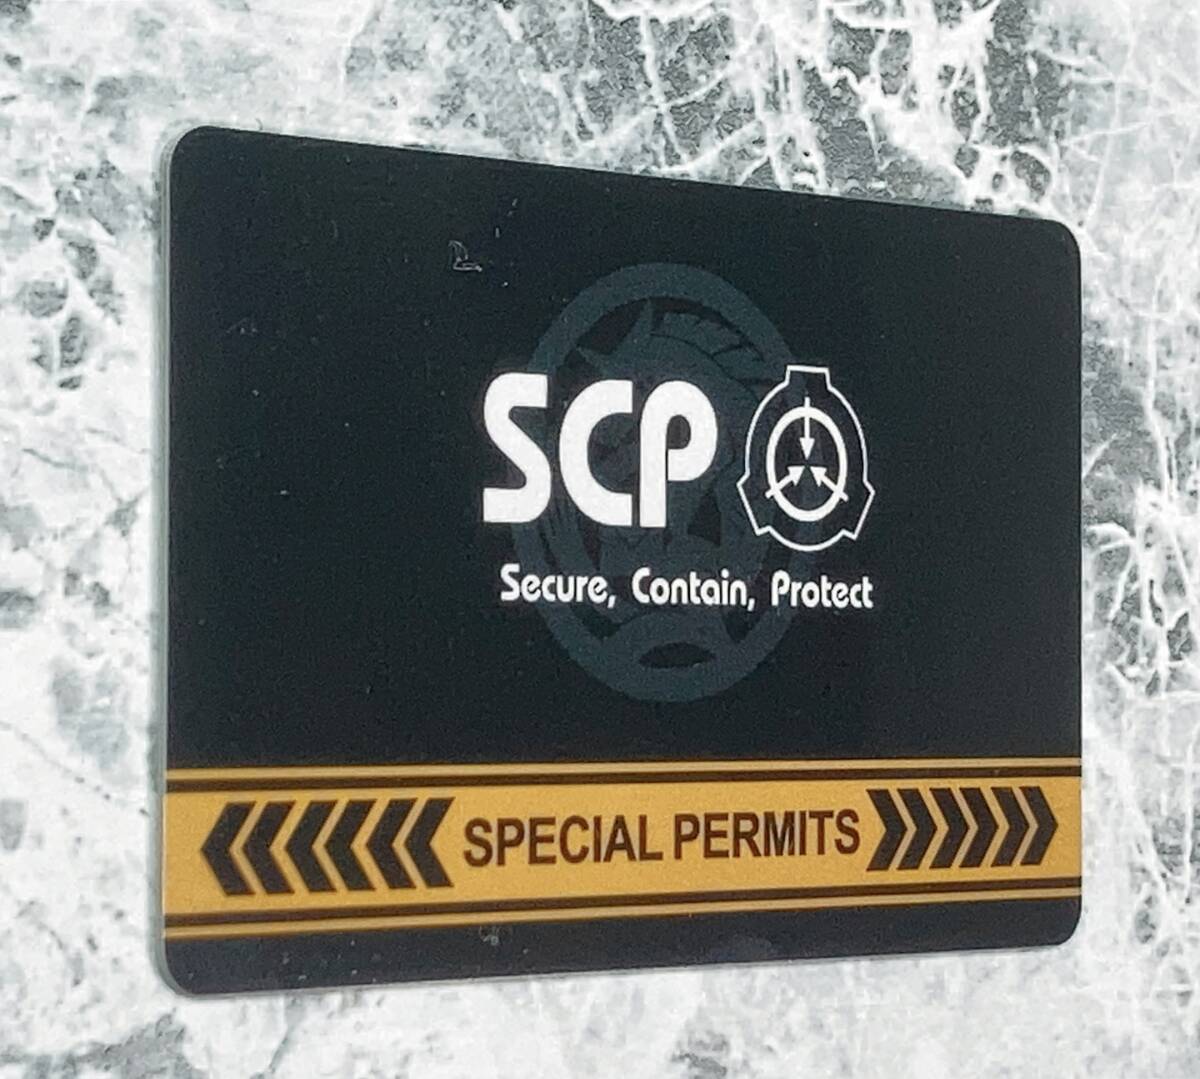 SCP
Secure, Contain, Protect
SPECIAL PERMITS